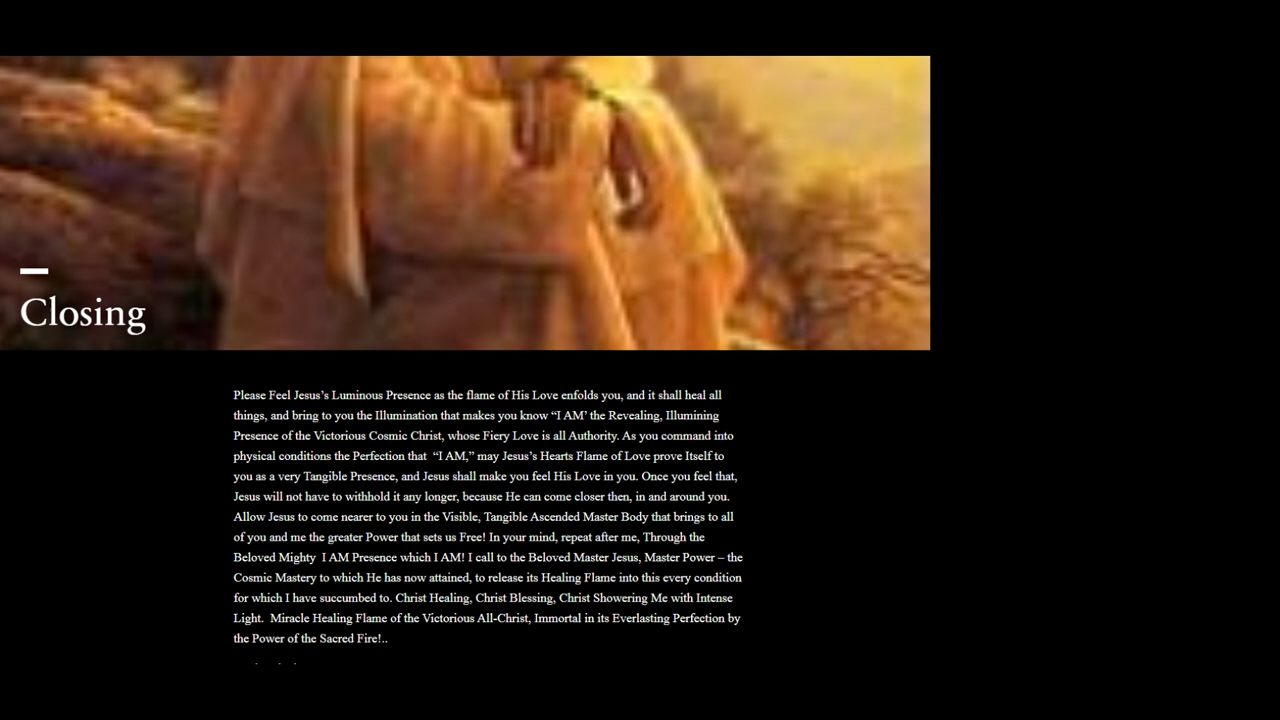 Closing
Please Feel Jesus’s Luminous Presence as the flame of His Love enfolds you, and it shall heal all
things, and bring to you the Illumination that makes you know “I AM’ the Revealing, Illumining
Presence of the Victorious Cosmic Christ, whose Fiery Love is all Authority. As you command into
physical conditions the Perfection that  “I AM,” may Jesus’s Hearts Flame of Love prove Itself to
you as a very Tangible Presence, and Jesus shall make you feel His Love in you. Once you feel that,
Jesus will not have to withhold it any longer, because He can come closer then, in and around you.
Allow Jesus to come nearer to you in the Visible, Tangible Ascended Master Body that brings to all
of you and me the greater Power that sets us Free! In your mind, repeat after me, Through the
Beloved Mighty  I AM Presence which I AM! I call to the Beloved Master Jesus, Master Power – the
Cosmic Mastery to which He has now attained, to release its Healing Flame into this every condition
for which I have succumbed to. Christ Healing, Christ Blessing, Christ Showering Me with Intense
Light.  Miracle Healing Flame of the Victorious All-Christ, Immortal in its Everlasting Perfection by
the Power of the Sacred Fire!..